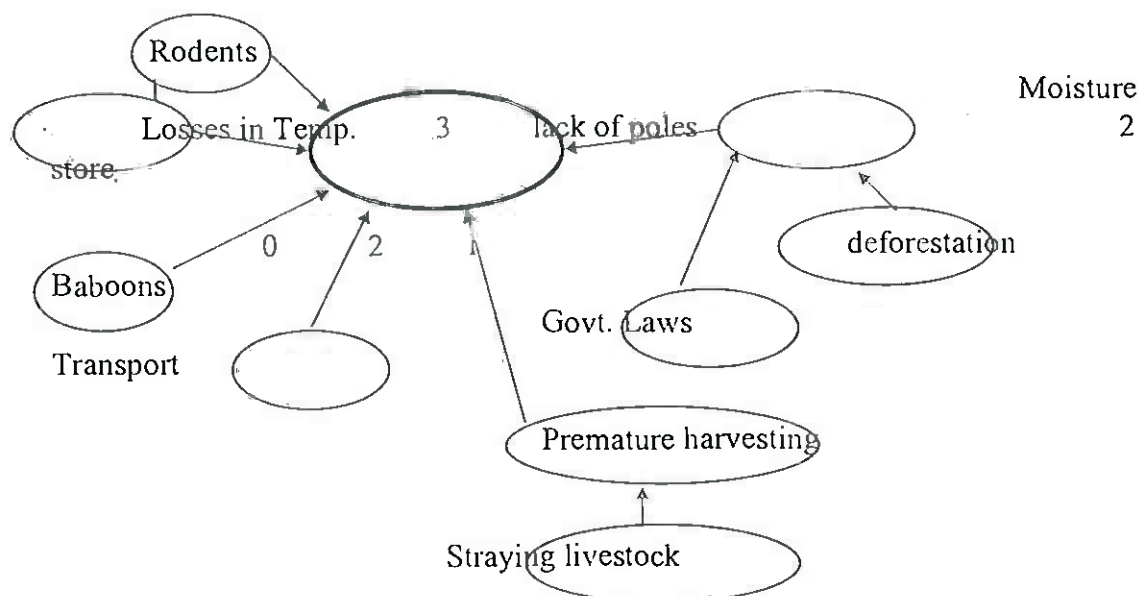 Rodents
Moisture
Losses in Temp. 3 lack of poles 2
store
0 2 1 deforestation
Baboons
Govt. Laws
Transport
Premature harvesting
Straying livestock